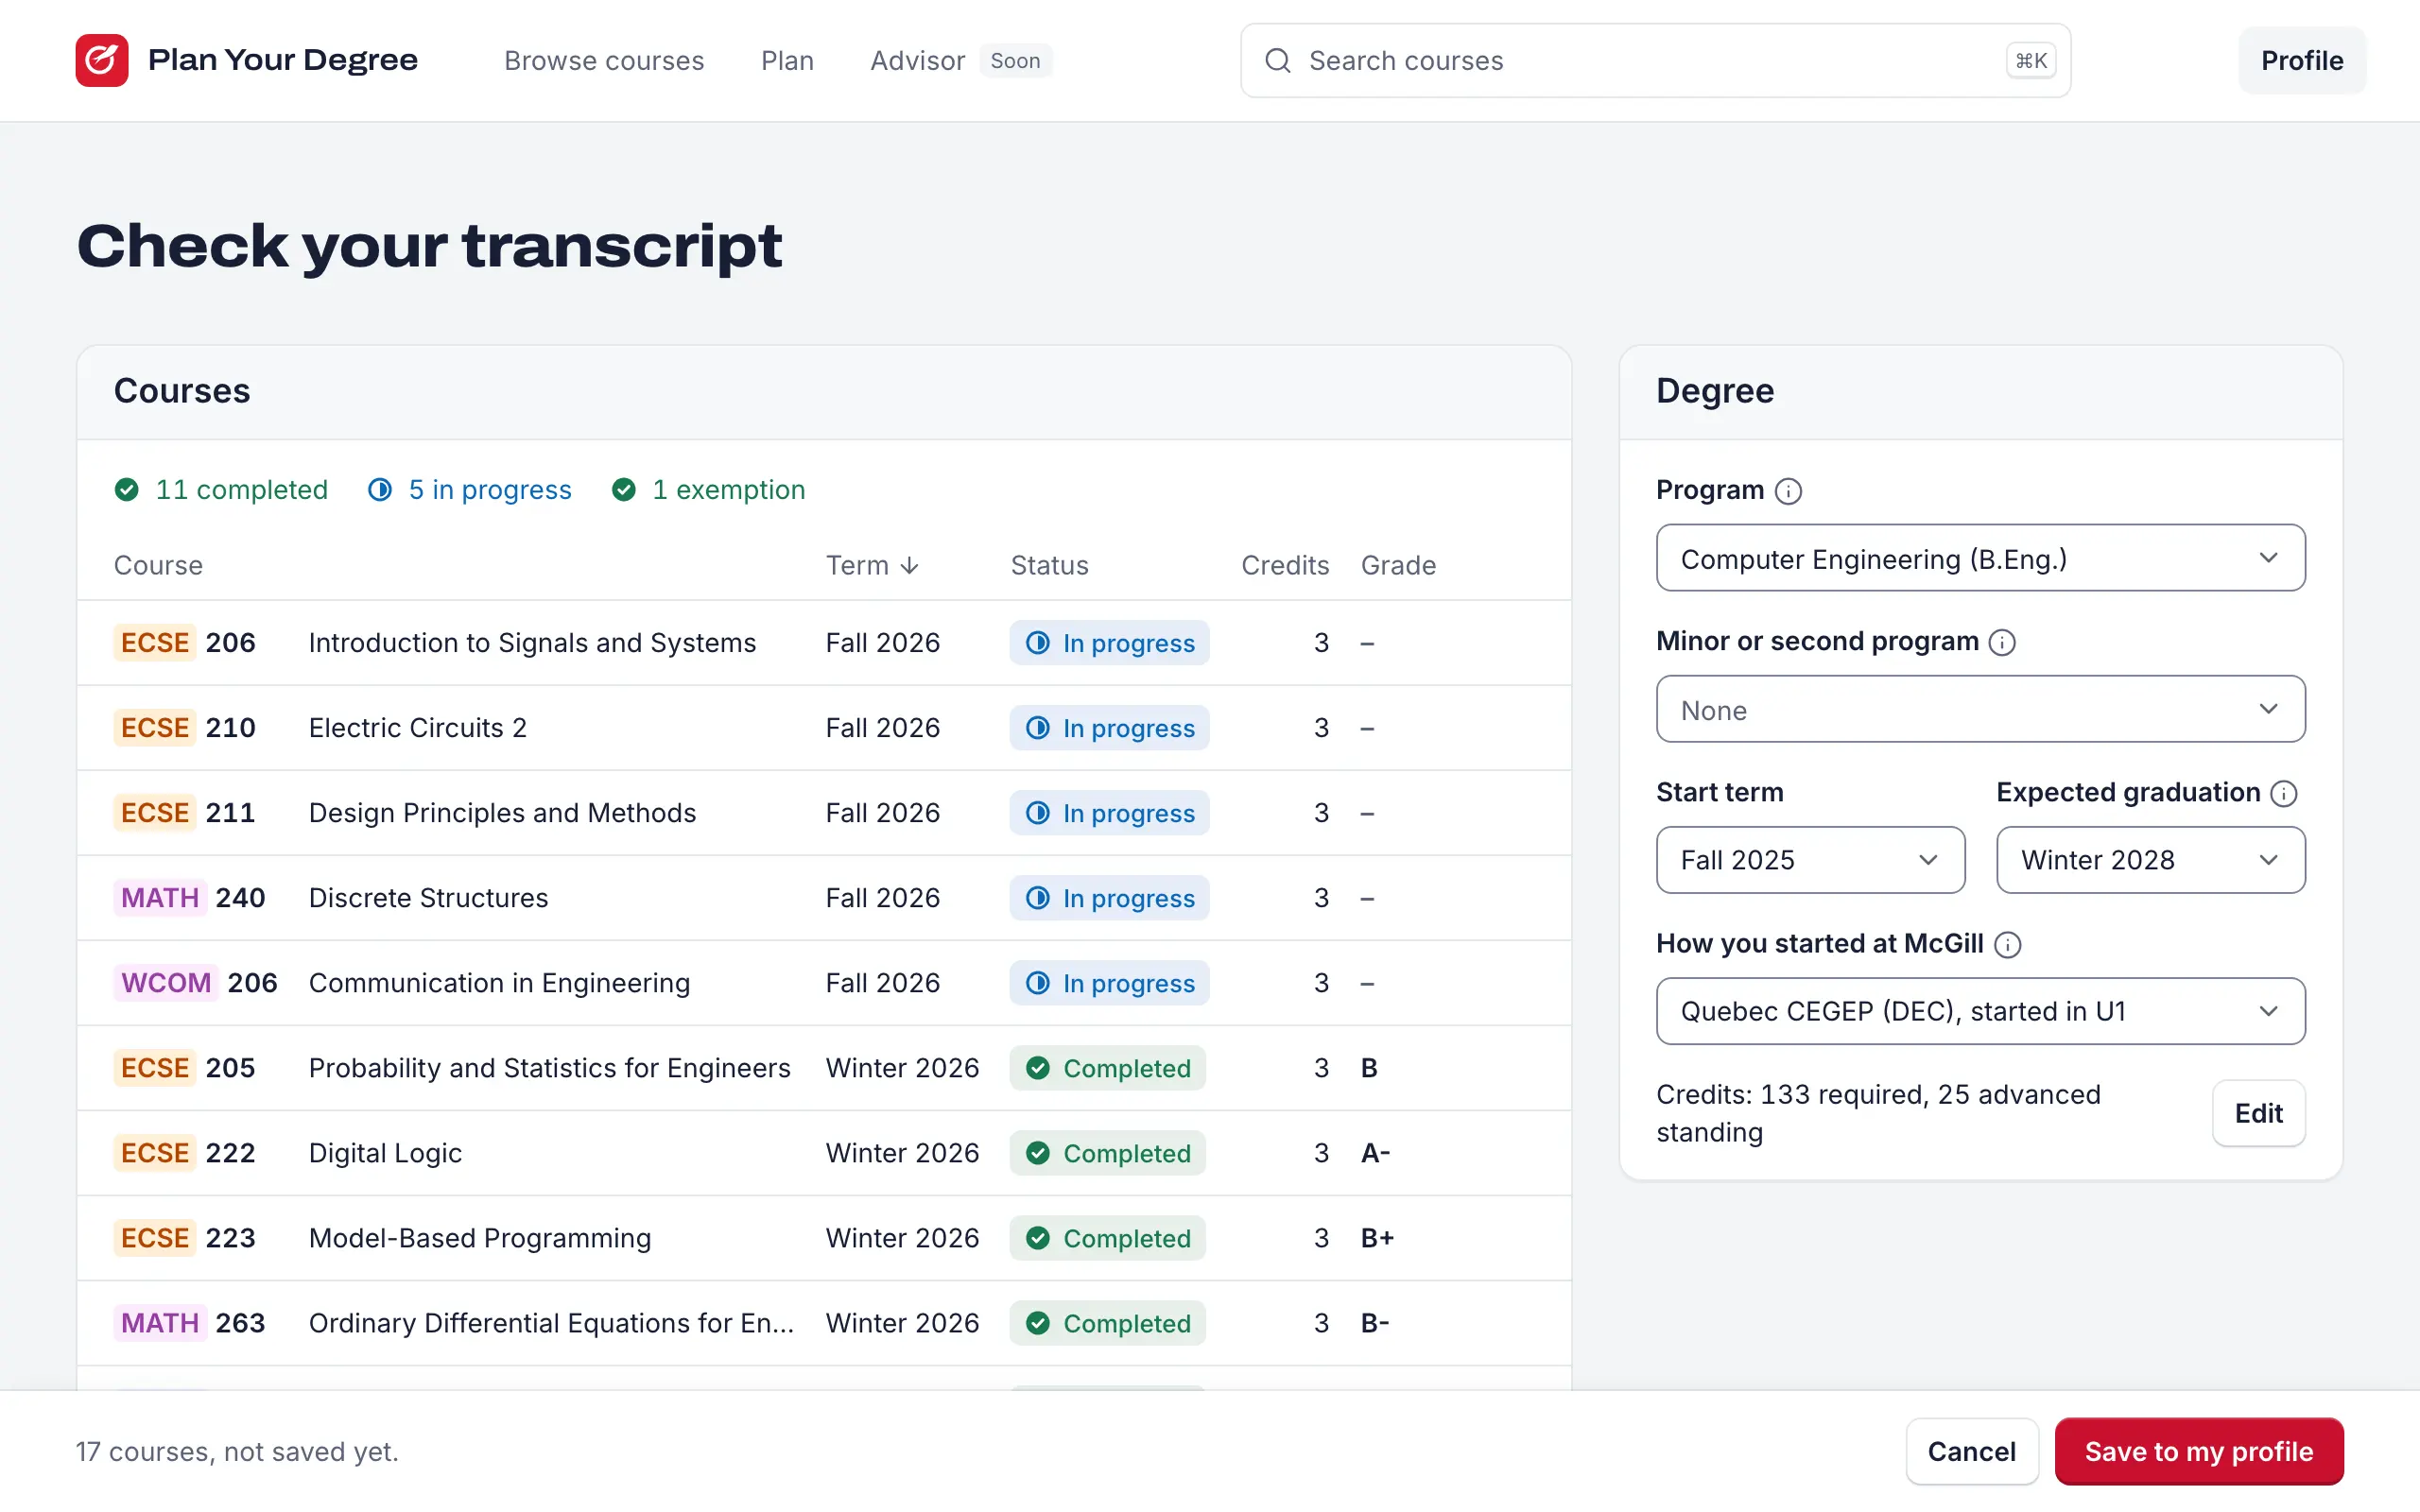 Plan Your Degree
Browse courses
Plan
Advisor Soon
Search courses
⌘K
Profile
Check your transcript
Courses
11 completed 5 in progress 1 exemption
Course Term ↓ Status Credits Grade
ECSE 206 Introduction to Signals and Systems Fall 2026 In progress 3 –
ECSE 210 Electric Circuits 2 Fall 2026 In progress 3 –
ECSE 211 Design Principles and Methods Fall 2026 In progress 3 –
MATH 240 Discrete Structures Fall 2026 In progress 3 –
WCOM 206 Communication in Engineering Fall 2026 In progress 3 –
ECSE 205 Probability and Statistics for Engineers Winter 2026 Completed 3 B
ECSE 222 Digital Logic Winter 2026 Completed 3 A-
ECSE 223 Model-Based Programming Winter 2026 Completed 3 B+
MATH 263 Ordinary Differential Equations for En... Winter 2026 Completed 3 B-
Degree
Program
Computer Engineering (B.Eng.)
Minor or second program
None
Start term Expected graduation
Fall 2025 Winter 2028
How you started at McGill
Quebec CEGEP (DEC), started in U1
Credits: 133 required, 25 advanced
standing
Edit
17 courses, not saved yet.
Cancel
Save to my profile